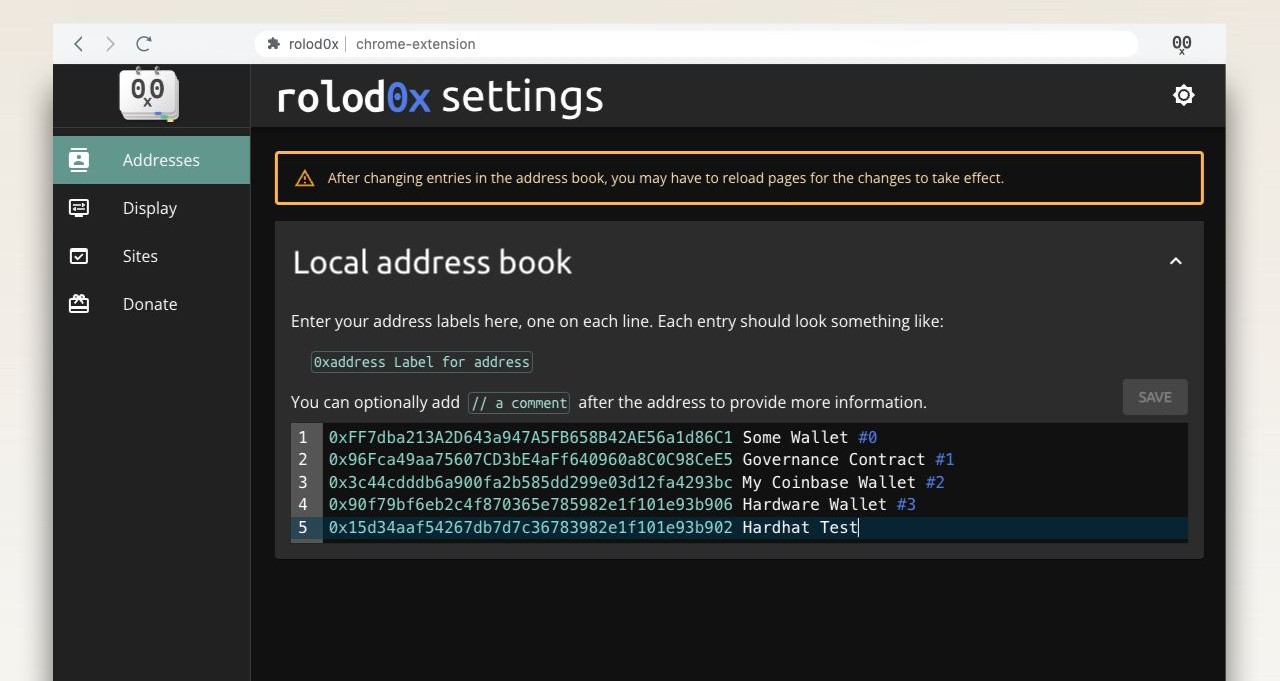 rolod0x chrome-extension
00
x
00
x
rolod0x settings
Addresses
Display
Sites
Donate
After changing entries in the address book, you may have to reload pages for the changes to take effect.
Local address book
Enter your address labels here, one on each line. Each entry should look something like:
0xaddress Label for address
You can optionally add // a comment after the address to provide more information.
SAVE
1 0xFF7dba213A2D643a947A5FB658B42AE56a1d86C1 Some Wallet #0
2 0x96Fca49aa75607CD3bE4aFf640960a8C0C98CeE5 Governance Contract #1
3 0x3c44cdddb6a900fa2b585dd299e03d12fa4293bc My Coinbase Wallet #2
4 0x90f79bf6eb2c4f870365e785982e1f101e93b906 Hardware Wallet #3
5 0x15d34aaf54267db7d7c36783982e1f101e93b902 Hardhat Test